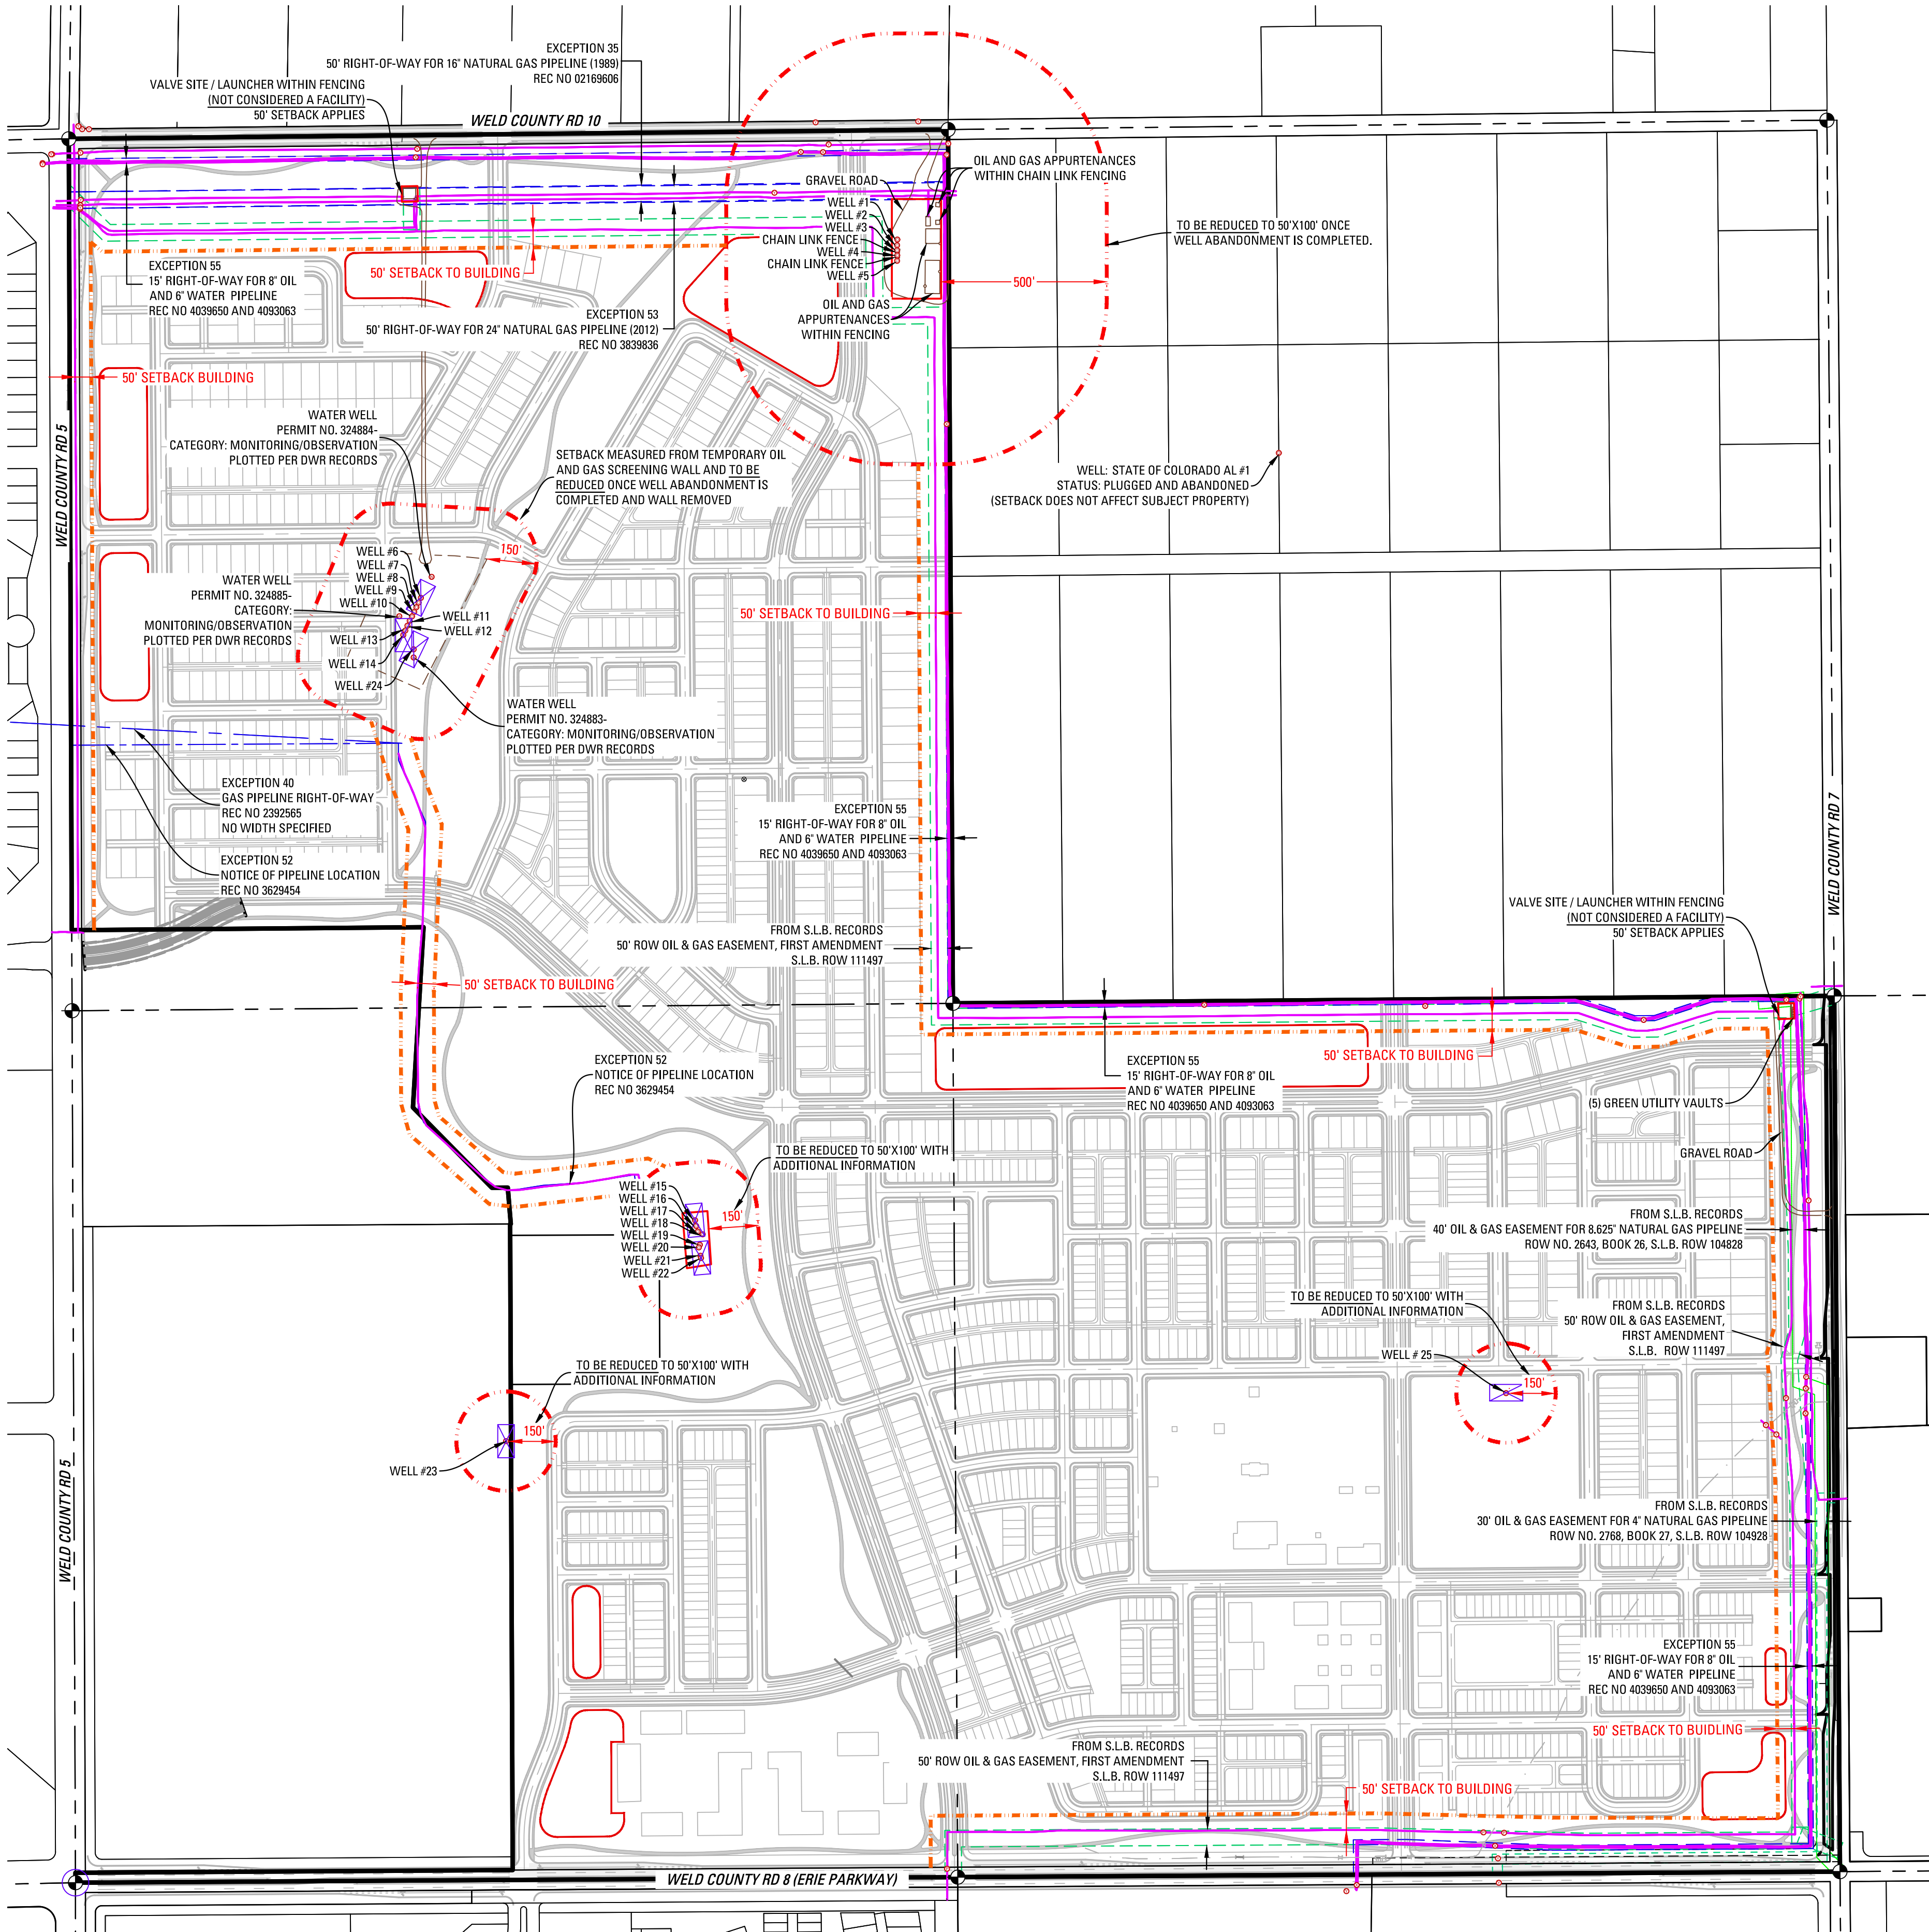 EXCEPTION 35
50' RIGHT-OF-WAY FOR 16" NATURAL GAS PIPELINE (1989)
REC NO 02169606
VALVE SITE / LAUNCHER WITHIN FENCING
(NOT CONSIDERED A FACILITY)
50' SETBACK APPLIES
WELD COUNTY RD 10
OIL AND GAS APPURTENANCES
WITHIN CHAIN LINK FENCING
GRAVEL ROAD
WELL #1
WELL #2
WELL #3
CHAIN LINK FENCE
WELL #4
CHAIN LINK FENCE
WELL #5
TO BE REDUCED TO 50'X100' ONCE
WELL ABANDONMENT IS COMPLETED.
EXCEPTION 55
15' RIGHT-OF-WAY FOR 8" OIL
AND 6" WATER PIPELINE
REC NO 4039650 AND 4093063
50' SETBACK TO BUILDING
500'
OIL AND GAS
APPURTENANCES
WITHIN FENCING
EXCEPTION 53
50' RIGHT-OF-WAY FOR 24" NATURAL GAS PIPELINE (2012)
REC NO 3839836
50' SETBACK BUILDING
WATER WELL
PERMIT NO. 324884-
CATEGORY: MONITORING/OBSERVATION
PLOTTED PER DWR RECORDS
WELD COUNTY RD 5
SETBACK MEASURED FROM TEMPORARY OIL
AND GAS SCREENING WALL AND TO BE
REDUCED ONCE WELL ABANDONMENT IS
COMPLETED AND WALL REMOVED
WELL: STATE OF COLORADO AL #1
STATUS: PLUGGED AND ABANDONED
(SETBACK DOES NOT AFFECT SUBJECT PROPERTY)
150'
WELL #6
WELL #7
WELL #8
WELL #9
WELL #10
WELL #11
WELL #12
WELL #13
WELL #14
WELL #24
WATER WELL
PERMIT NO. 324885-
CATEGORY:
MONITORING/OBSERVATION
PLOTTED PER DWR RECORDS
50' SETBACK TO BUILDING
WATER WELL
PERMIT NO. 324883-
CATEGORY: MONITORING/OBSERVATION
PLOTTED PER DWR RECORDS
EXCEPTION 40
GAS PIPELINE RIGHT-OF-WAY
REC NO 2392565
NO WIDTH SPECIFIED
EXCEPTION 52
NOTICE OF PIPELINE LOCATION
REC NO 3629454
EXCEPTION 55
15' RIGHT-OF-WAY FOR 8" OIL
AND 6" WATER PIPELINE
REC NO 4039650 AND 4093063
WELD COUNTY RD 7
FROM S.L.B. RECORDS
50' ROW OIL & GAS EASEMENT, FIRST AMENDMENT
S.L.B. ROW 111497
VALVE SITE / LAUNCHER WITHIN FENCING
(NOT CONSIDERED A FACILITY)
50' SETBACK APPLIES
50' SETBACK TO BUILDING
EXCEPTION 52
NOTICE OF PIPELINE LOCATION
REC NO 3629454
EXCEPTION 55
15' RIGHT-OF-WAY FOR 8" OIL
AND 6" WATER PIPELINE
REC NO 4039650 AND 4093063
50' SETBACK TO BUILDING
(5) GREEN UTILITY VAULTS
GRAVEL ROAD
TO BE REDUCED TO 50'X100' WITH
ADDITIONAL INFORMATION
WELL #15
WELL #16
WELL #17
WELL #18
WELL #19
WELL #20
WELL #21
WELL #22
150'
FROM S.L.B. RECORDS
40' OIL & GAS EASEMENT FOR 8.625" NATURAL GAS PIPELINE
ROW NO. 2643, BOOK 26, S.L.B. ROW 104828
TO BE REDUCED TO 50'X100' WITH
ADDITIONAL INFORMATION
FROM S.L.B. RECORDS
50' ROW OIL & GAS EASEMENT,
FIRST AMENDMENT
S.L.B. ROW 111497
WELL # 25
150'
TO BE REDUCED TO 50'X100' WITH
ADDITIONAL INFORMATION
150'
WELL #23
WELD COUNTY RD 5
FROM S.L.B. RECORDS
30' OIL & GAS EASEMENT FOR 4" NATURAL GAS PIPELINE
ROW NO. 2768, BOOK 27, S.L.B. ROW 104928
EXCEPTION 55
15' RIGHT-OF-WAY FOR 8" OIL
AND 6" WATER PIPELINE
REC NO 4039650 AND 4093063
50' SETBACK TO BUIDLING
FROM S.L.B. RECORDS
50' ROW OIL & GAS EASEMENT, FIRST AMENDMENT
S.L.B. ROW 111497
50' SETBACK TO BUILDING
WELD COUNTY RD 8 (ERIE PARKWAY)